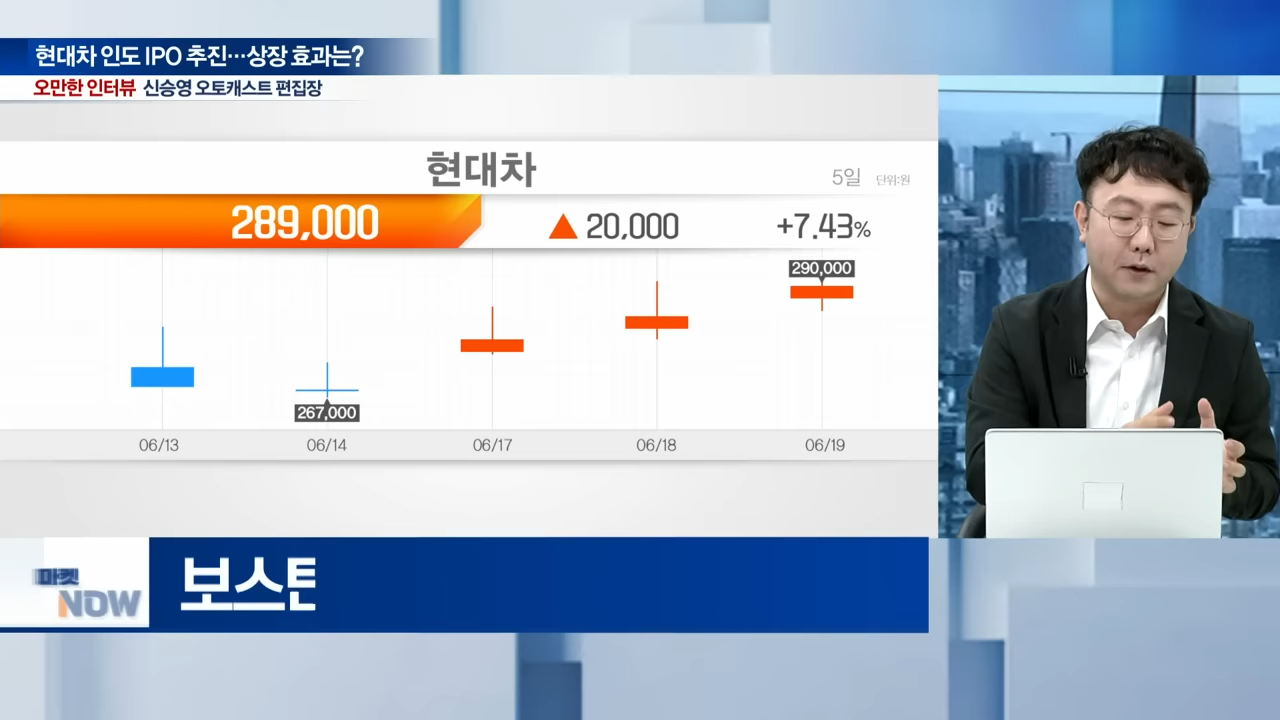 현대차 인도 IPO 추진…상장 효과는?
오만한 인터뷰 신승영 오토캐스트 편집장
현대차
5일 단위:원
289,000 ▲ 20,000 +7.43%
290,000
267,000
06/13 06/14 06/17 06/18 06/19
마켓
NOW
보스톤